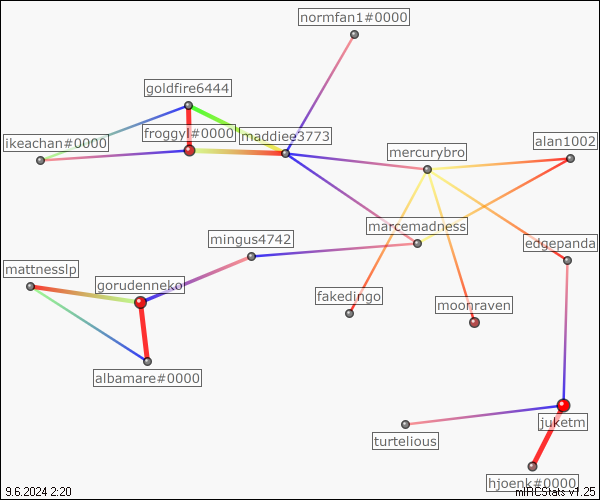 normfan1#0000
goldfire6444
froggyl#0000
maddiee3773
ikeachan#0000
alan1002
mercurybro
marcemadness
mingus4742
edgepanda
mattnesslp
gorudenneko
fakedingo
moonraven
albamare#0000
juketm
turtelious
hjoenk#0000
9.6.2024 2:20
mIRCStats v1.25